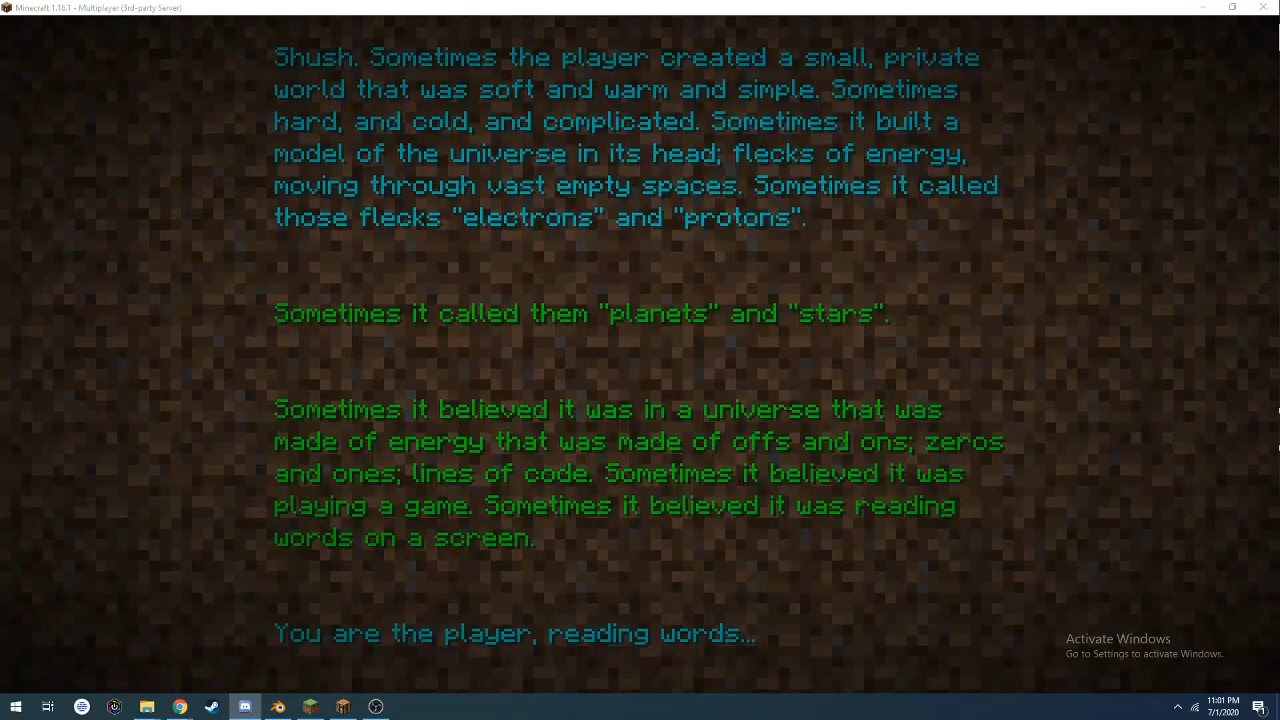 Minecraft 1.16.1 - Multiplayer (3rd-party Server)
Shush. Sometimes the player created a small, private
world that was soft and warm and simple. Sometimes
hard, and cold, and complicated. Sometimes it built a
model of the universe in its head; flecks of energy,
moving through vast empty spaces. Sometimes it called
those flecks "electrons" and "protons".
Sometimes it called them "planets" and "stars".
Sometimes it believed it was in a universe that was
made of energy that was made of offs and ons; zeros
and ones; lines of code. Sometimes it believed it was
playing a game. Sometimes it believed it was reading
words on a screen.
You are the player, reading words...
Activate Windows
Go to Settings to activate Windows.
11:01 PM
7/1/2020